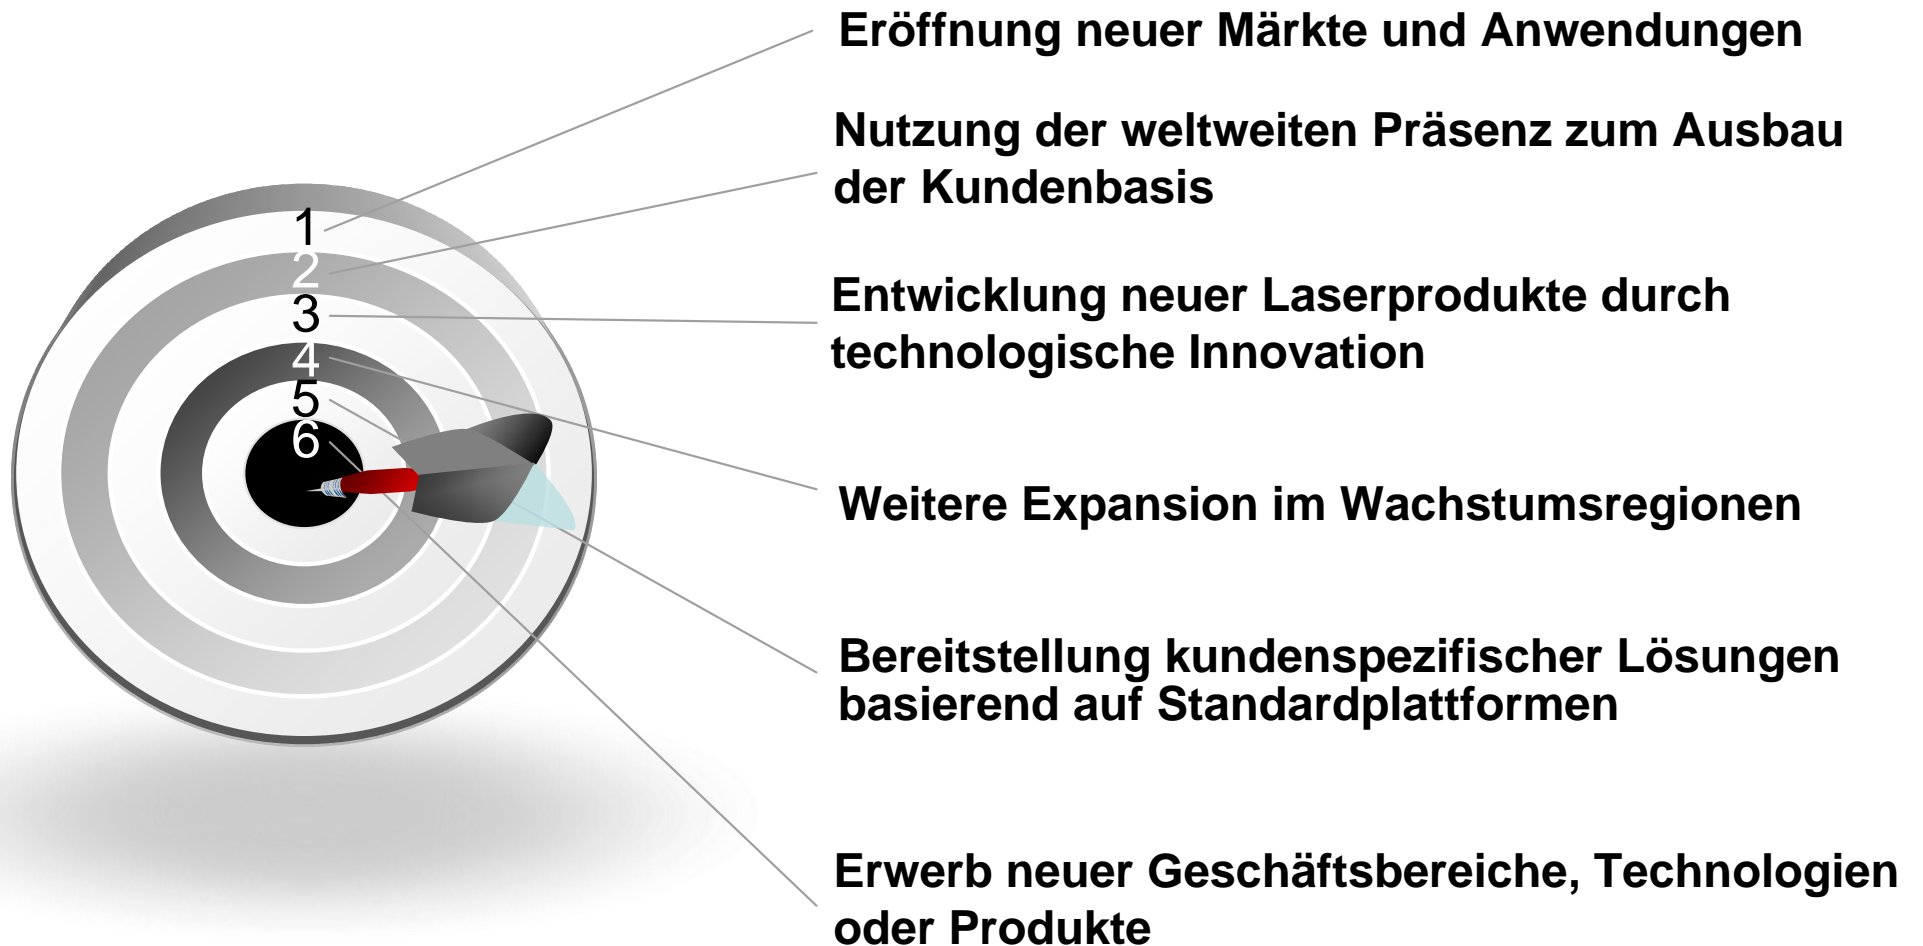 Eröffnung neuer Märkte und Anwendungen
Nutzung der weltweiten Präsenz zum Ausbau
der Kundenbasis
1
2
3
4
5
6
Entwicklung neuer Laserprodukte durch
technologische Innovation
Weitere Expansion im Wachstumsregionen
Bereitstellung kundenspezifischer Lösungen
basierend auf Standardplattformen
Erwerb neuer Geschäftsbereiche, Technologien
oder Produkte